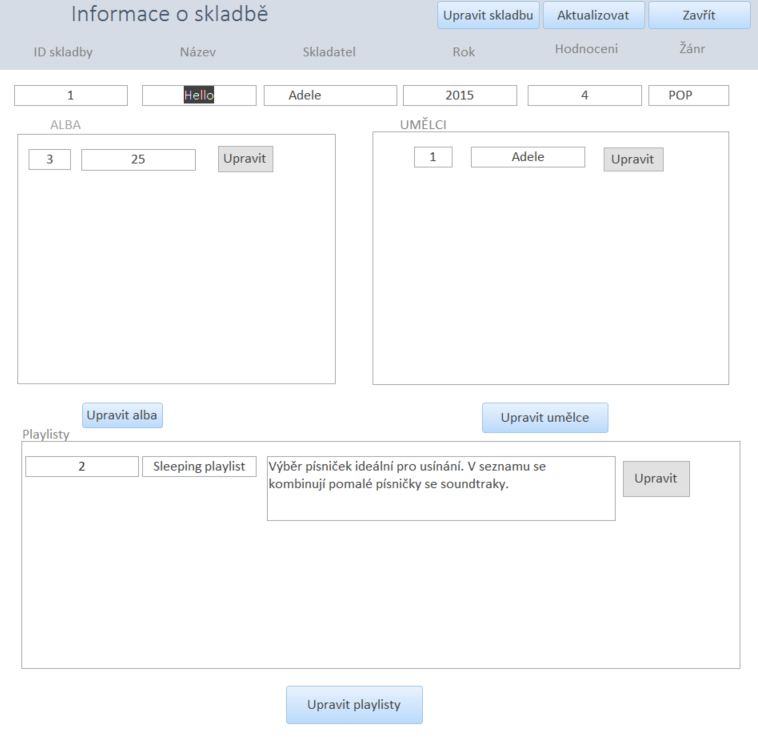 Informace o skladbě
Upravit skladbu
Aktualizovat
Zavřít
ID skladby
Název
Skladatel
Rok
Hodnoceni
Žánr
1
Hello
Adele
2015
4
POP
ALBA
3
25
Upravit
Upravit alba
UMĚLCI
1
Adele
Upravit
Upravit umělce
Playlisty
2
Sleeping playlist
Výběr písniček ideální pro usínání. V seznamu se
kombinují pomalé písničky se soundtraky.
Upravit
Upravit playlisty